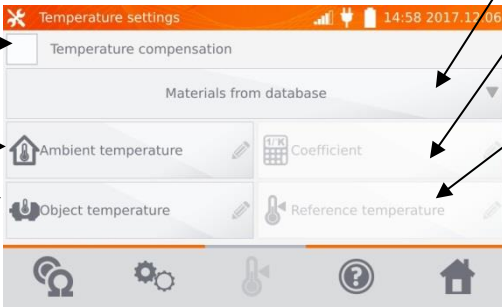 Temperature settings 14:58 2017.12.06
Temperature compensation
Materials from database
Ambient temperature
1/°K
Coefficient
Object temperature
Reference temperature